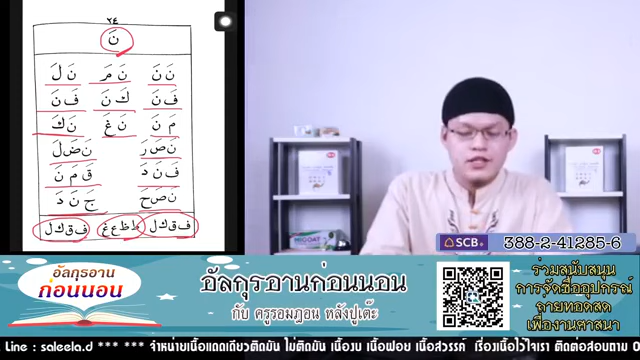 ٢٤
نَ
نَ نَ نَ مَ نَ لَ
فَ نَ كَ نَ فَ نَ
مَ نَ نَ غَ نَ كَ
نَ صَ رَ نَ ضَ لَ
فَ نَ دَ قَ مَ نَ
نَ صَ حَ جَ نَ دَ
ف ق ك ل ط ظ ع غ ف ق ك ل
SCB 388-2-41285-6
อัลกุรอาน
ก่อนนอน
อัลกุรอานก่อนนอน
กับ ครูรอมฎอน หลังปูเต๊ะ
ร่วมสนับสนุน
การจัดซื้ออุปกรณ์
ถ่ายทอดสด
เพื่องานศาสนา
Line : saleela.d *** *** จำหน่ายเนื้อแดดเดียวติดมัน ไม่ติดมัน เนื้ออบ เนื้อฝอย เนื้อสวรรค์ เรื่องเนื้อไว้ใจเรา ติดต่อสอบถาม 0